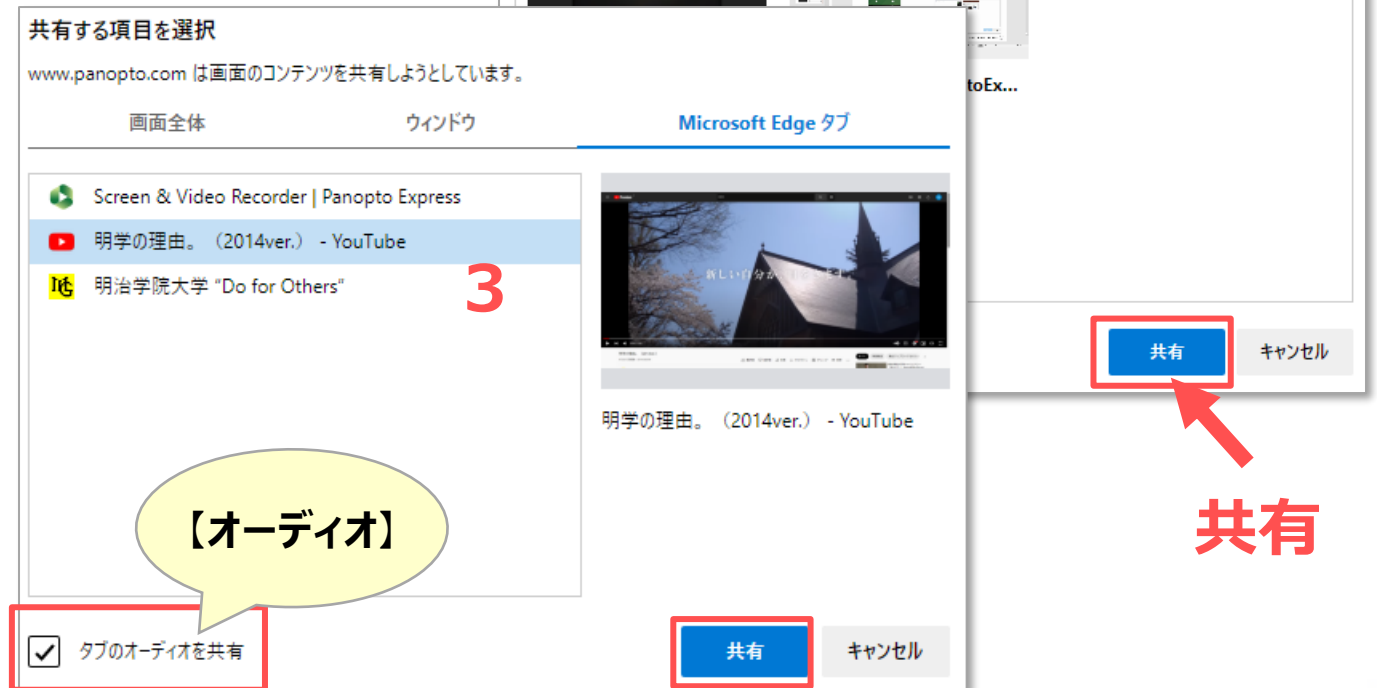 共有する項目を選択
www.panopto.com は画面のコンテンツを共有しようとしています。
画面全体
ウィンドウ
Microsoft Edge タブ
Screen & Video Recorder | Panopto Express
明学の理由。（2014ver.） - YouTube
明治学院大学 “Do for Others“
3
明学の理由。（2014ver.） - YouTube
【オーディオ】
タブのオーディオを共有
共有
キャンセル
toEx...
共有
キャンセル
共有